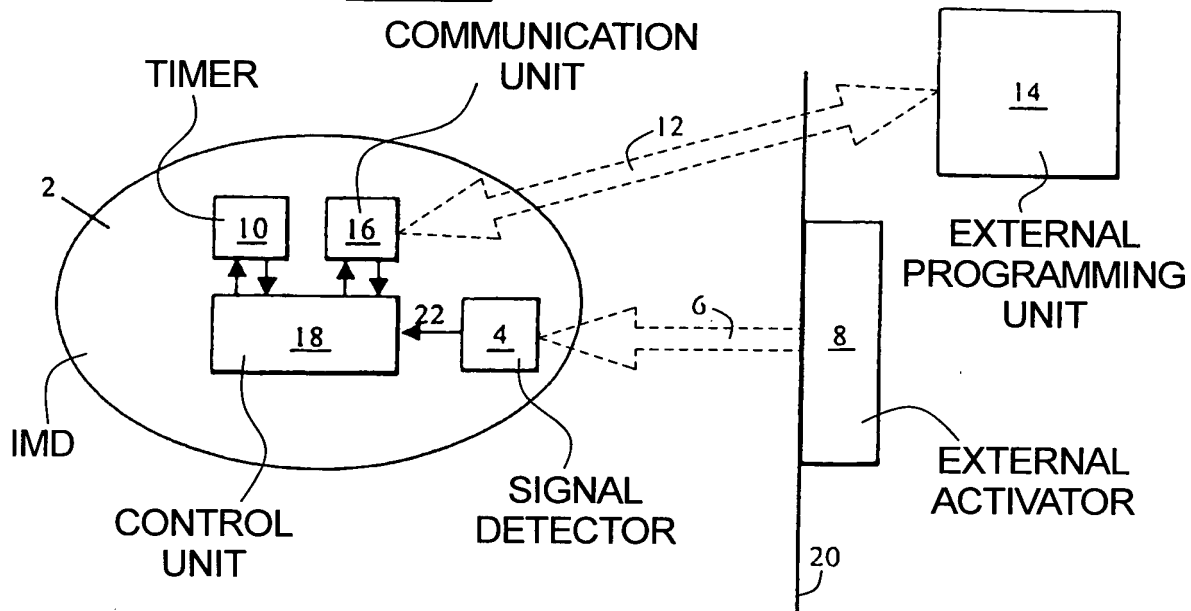 COMMUNICATION
UNIT
TIMER
14
12
2
10
16
EXTERNAL
PROGRAMMING
UNIT
22
6
18
4
8
IMD
SIGNAL
DETECTOR
EXTERNAL
ACTIVATOR
CONTROL
UNIT
20